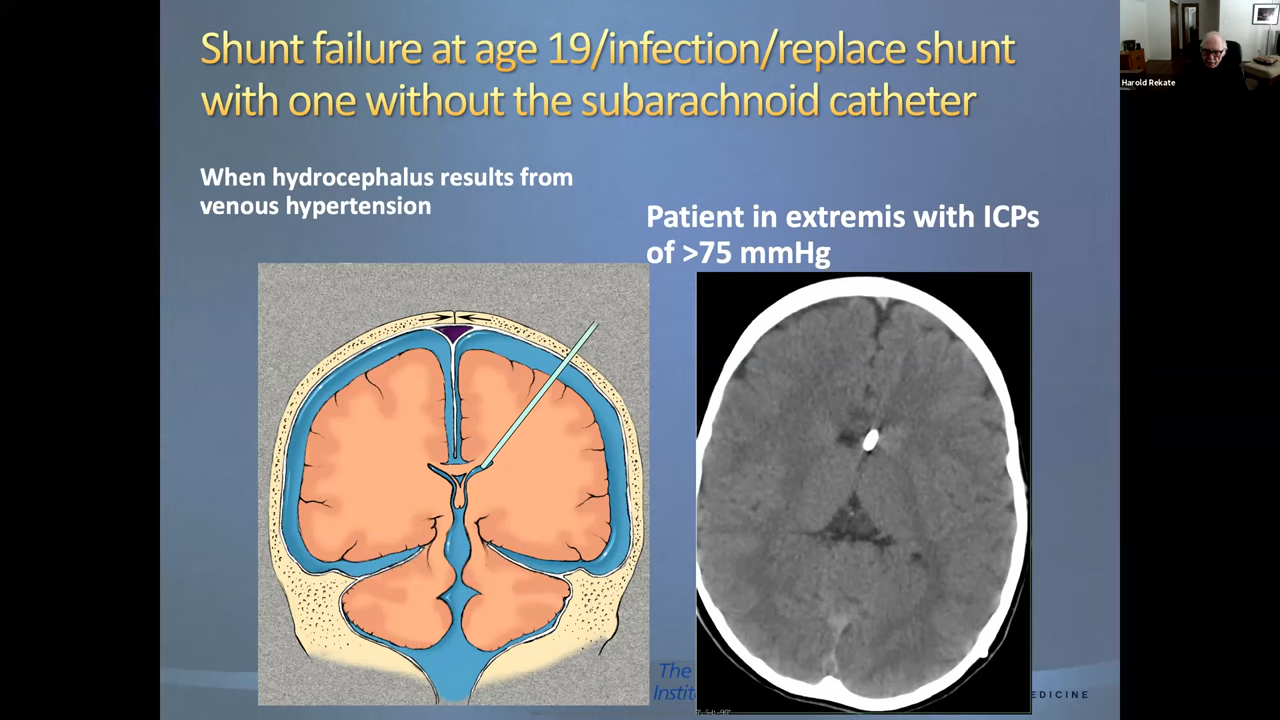 Shunt failure at age 19/infection/replace shunt
with one without the subarachnoid catheter
Harold Rekate
When hydrocephalus results from
venous hypertension
Patient in extremis with ICPs
of >75 mmHg
The
Instit
EDICINE